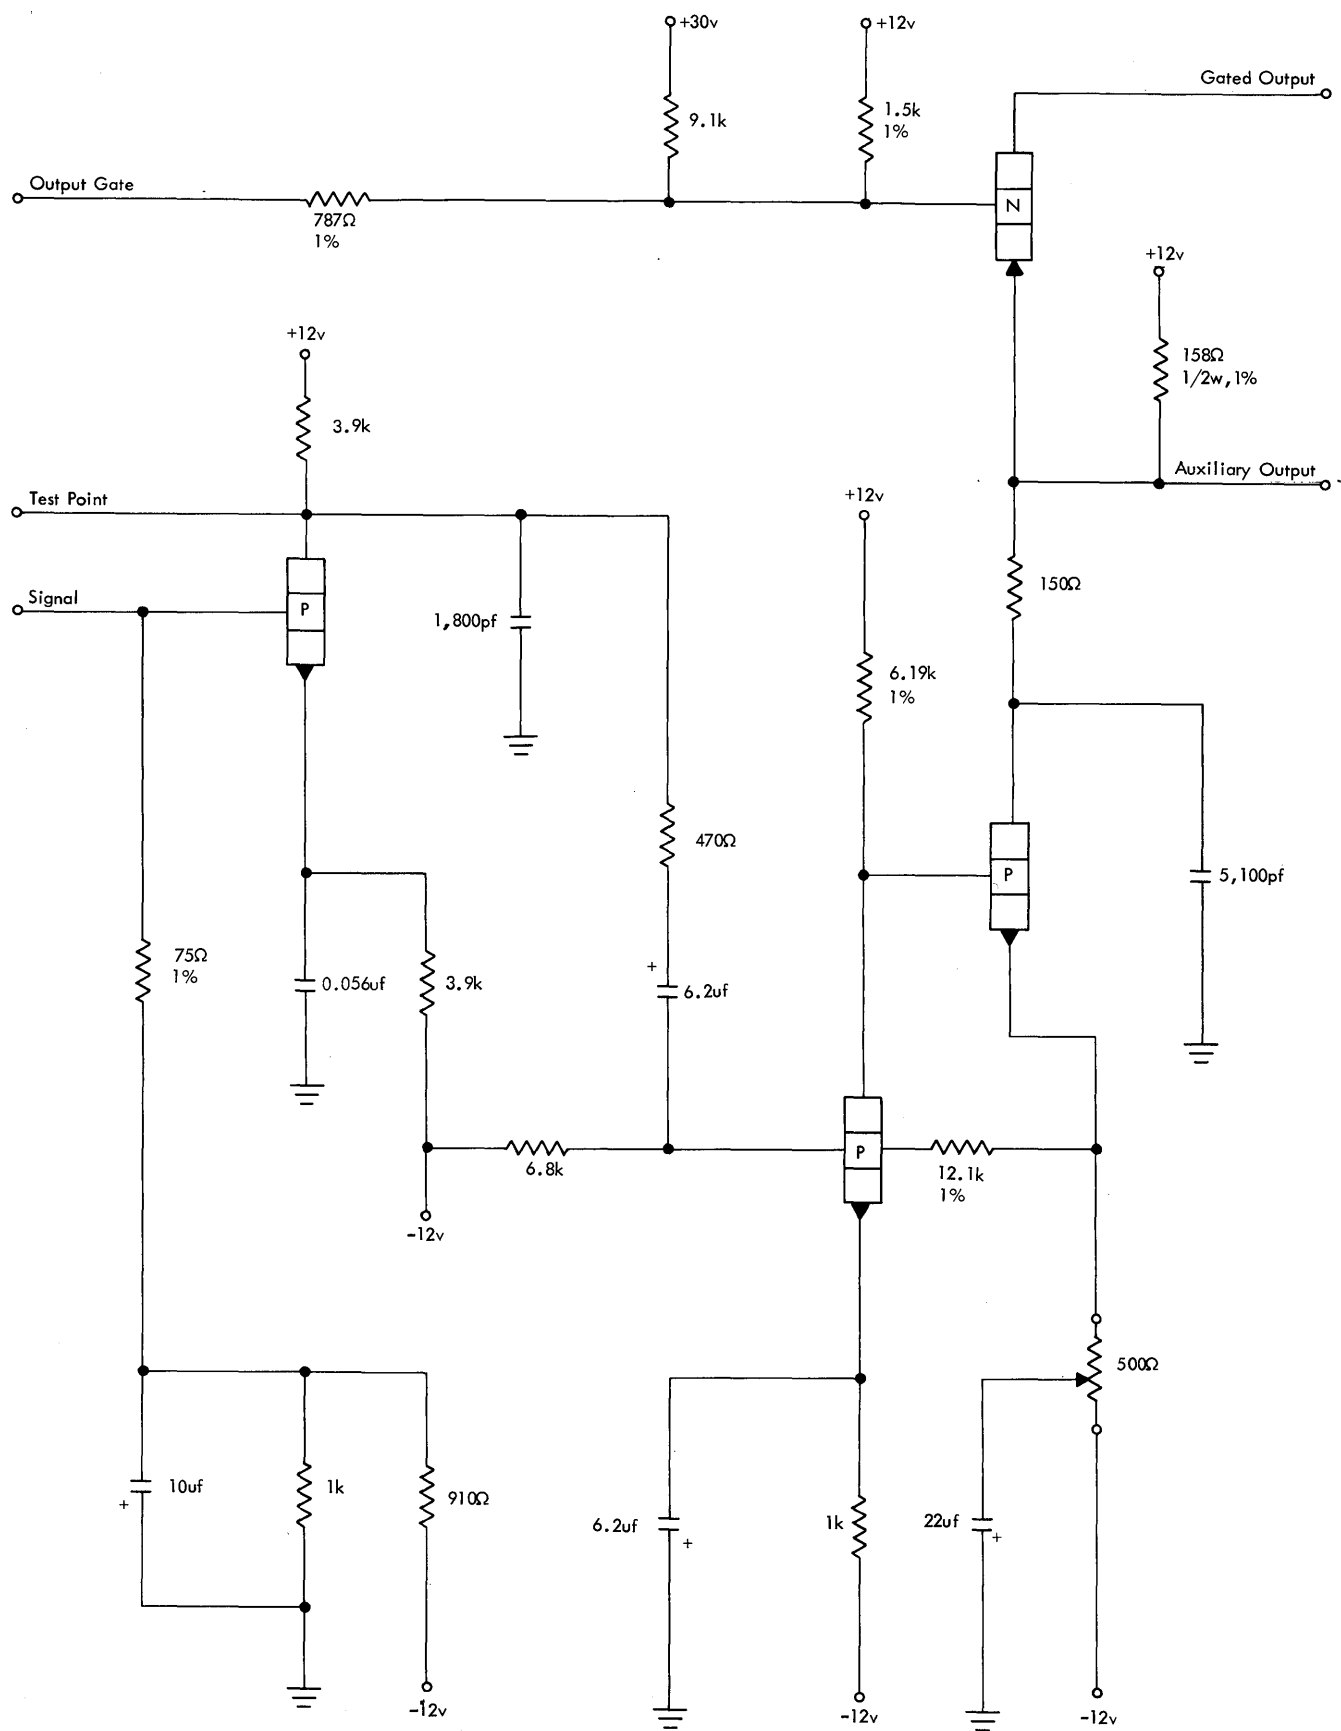 +30v
+12v
Gated Output
9.1k
1.5k
1%
Output Gate
N
787Ω
1%
+12v
+12v
158Ω
1/2w, 1%
3.9k
Auxiliary Output
Test Point
+12v
150Ω
Signal
P
1,800pf
6.19k
1%
470Ω
P
5,100pf
75Ω
1%
+
0.056uf
3.9k
6.2uf
P
6.8k
12.1k
1%
-12v
500Ω
10uf
+
1k
910Ω
6.2uf
+
1k
22uf
+
-12v
-12v
-12v